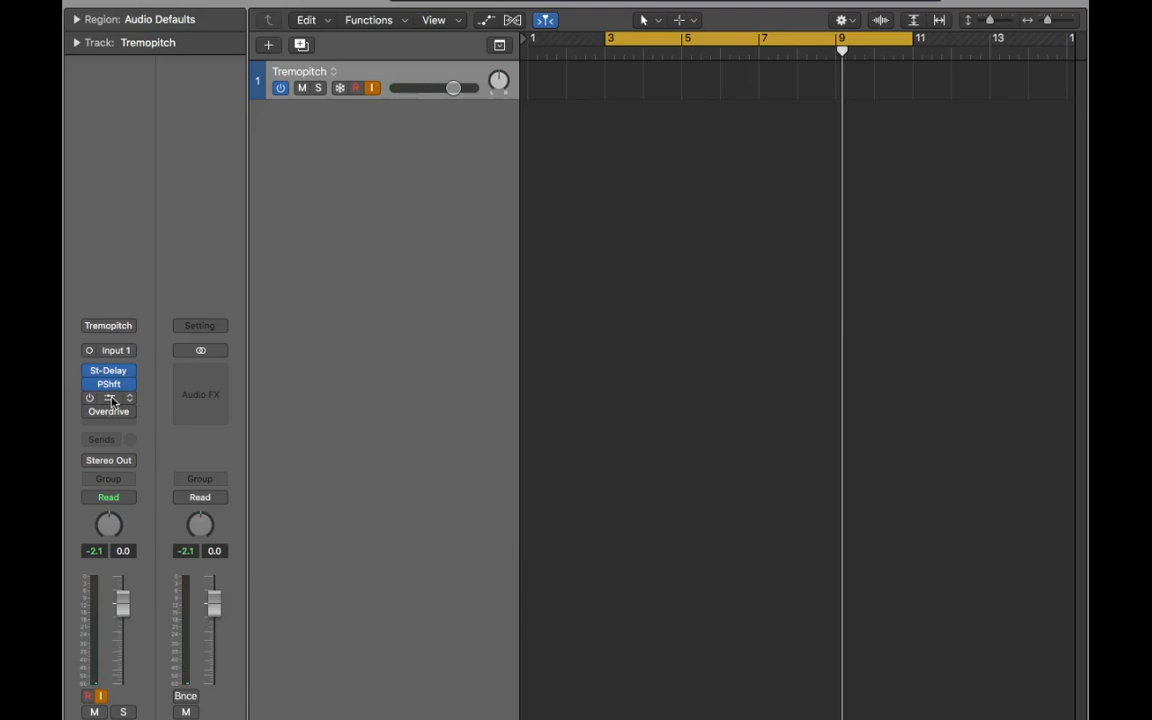 Region: Audio Defaults
Edit Functions View
Track: Tremopitch
1 3 5 7 9 11 13 1
1 Tremopitch
M S R I
L R
Tremopitch Setting
Input 1
St-Delay
PShft
Audio FX
Overdrive
Sends
Stereo Out
Group Group
Read Read
-2.1 0.0 -2.1 0.0
R I Bnce
M S M